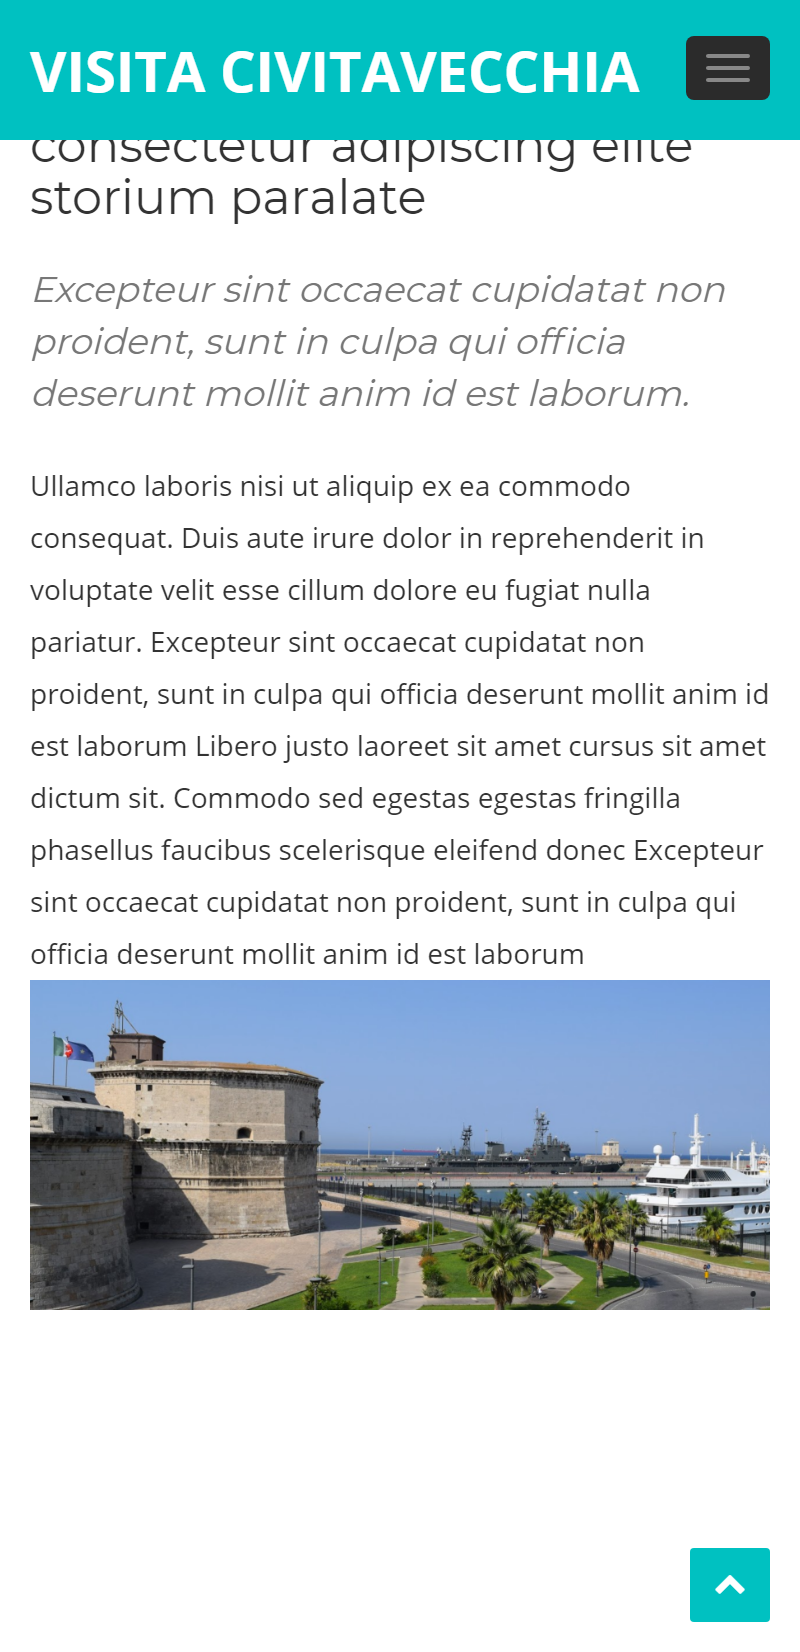 VISITA CIVITAVECCHIA
consectetur adipiscing elite
storium paralate
Excepteur sint occaecat cupidatat non
proident, sunt in culpa qui officia
deserunt mollit anim id est laborum.
Ullamco laboris nisi ut aliquip ex ea commodo
consequat. Duis aute irure dolor in reprehenderit in
voluptate velit esse cillum dolore eu fugiat nulla
pariatur. Excepteur sint occaecat cupidatat non
proident, sunt in culpa qui officia deserunt mollit anim id
est laborum Libero justo laoreet sit amet cursus sit amet
dictum sit. Commodo sed egestas egestas fringilla
phasellus faucibus scelerisque eleifend donec Excepteur
sint occaecat cupidatat non proident, sunt in culpa qui
officia deserunt mollit anim id est laborum